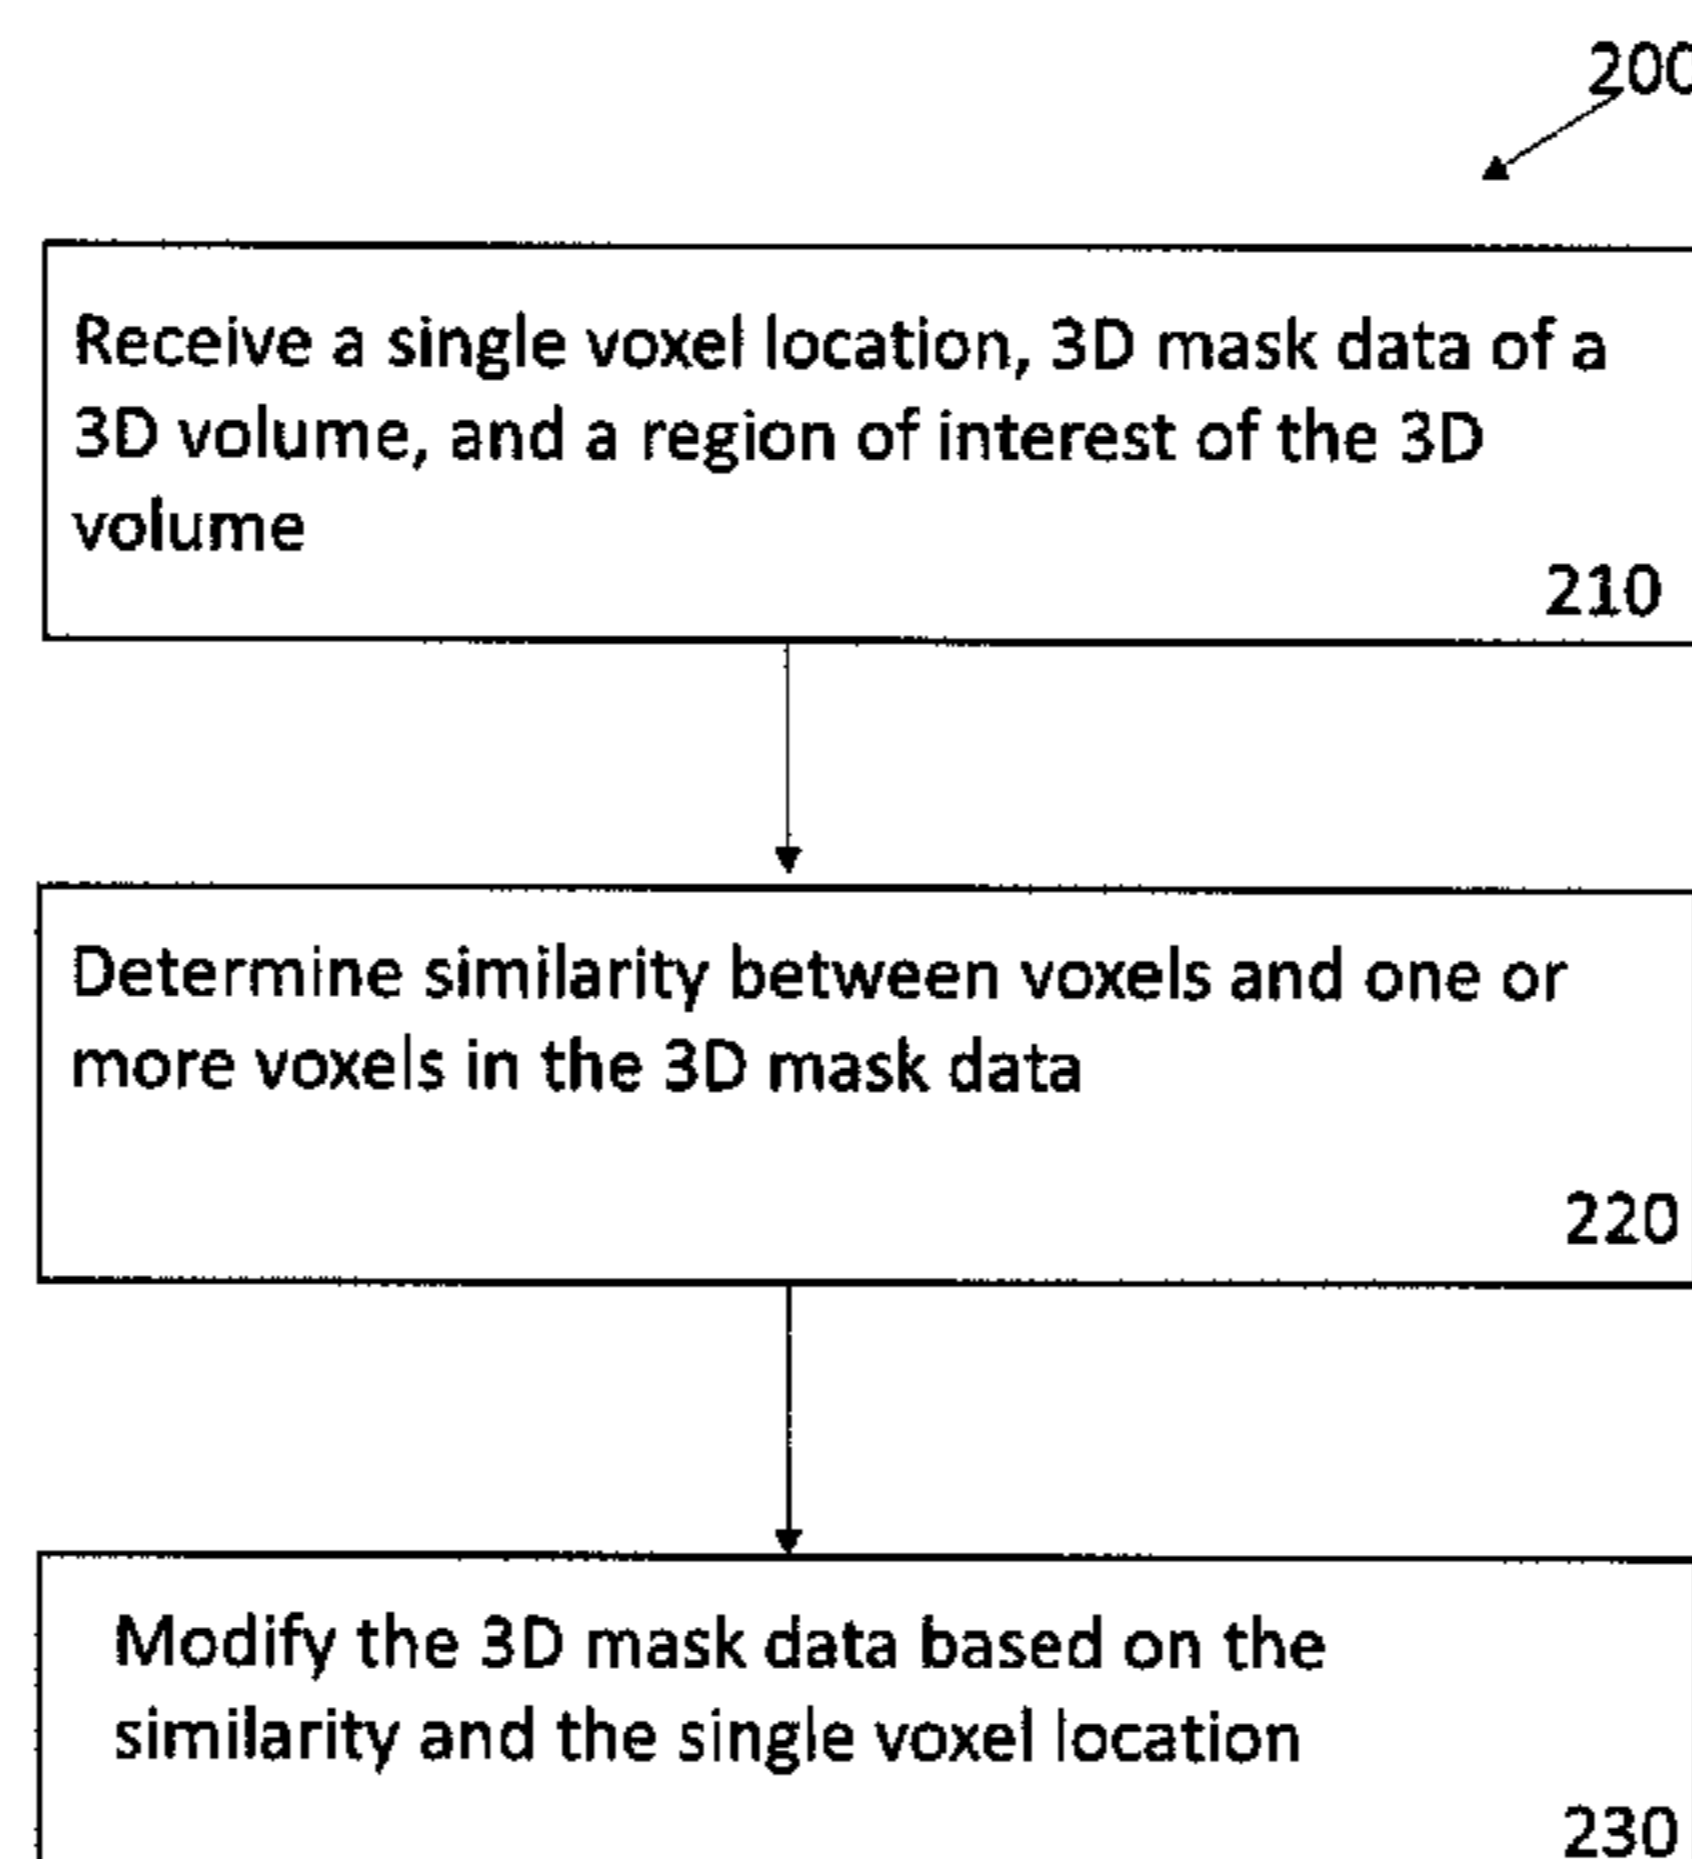 200
Receive a single voxel location, 3D mask data of a
3D volume, and a region of interest of the 3D
volume
210
Determine similarity between voxels and one or
more voxels in the 3D mask data
220
Modify the 3D mask data based on the
similarity and the single voxel location
230